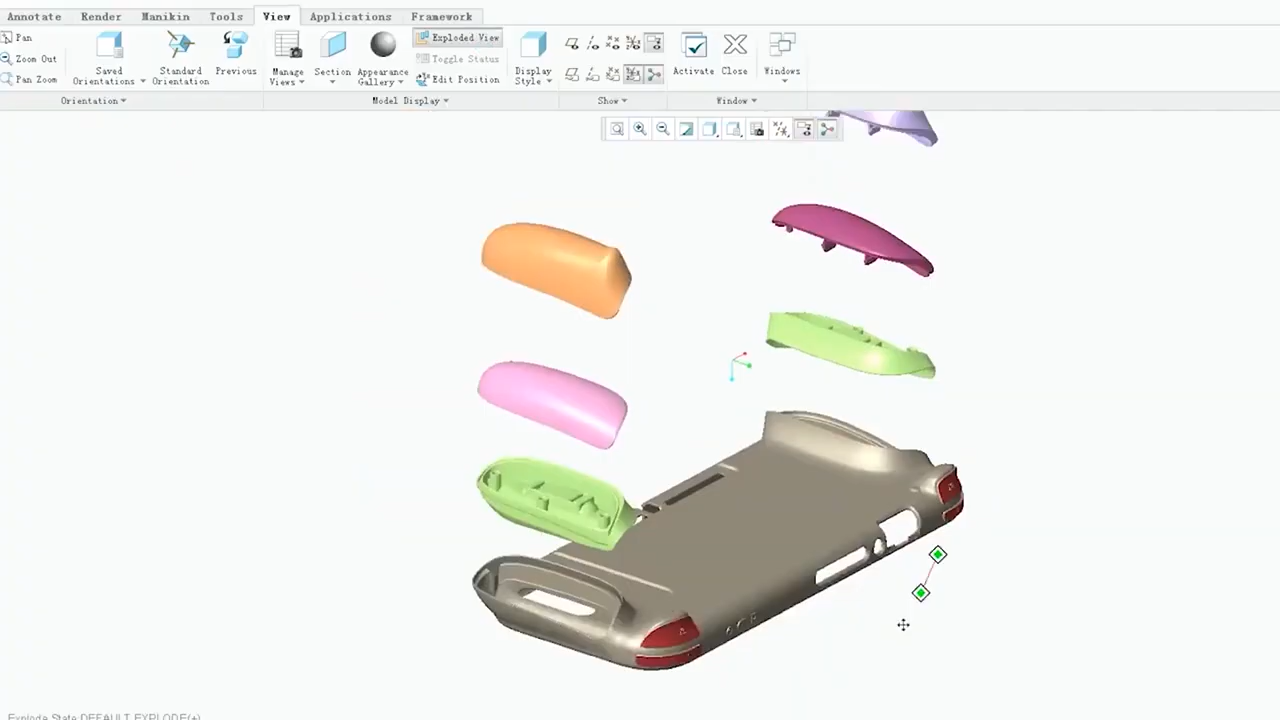 Annotate Render Manikin Tools View Applications Framework
Pan
Zoom Out
Pan Zoom
Saved Orientations
Standard Orientation
Previous
Manage Views
Section
Appearance Gallery
Exploded View
Toggle Status
Edit Position
Display Style
Activate
Close
Windows
Orientation Model Display Show Window
Explode State:DEFAULT EXPLODE(+)